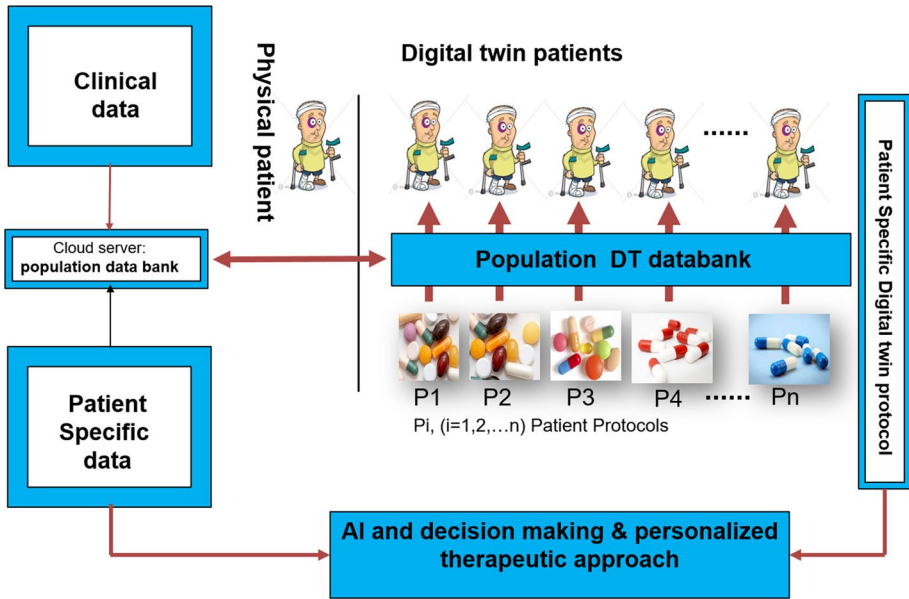 Clinical
data
Cloud server:
population data bank
Patient
Specific
data
Physical patient
Digital twin patients
......
Population DT databank
P1 P2 P3 P4 ...... Pn
Pi, (i=1,2,...n) Patient Protocols
Patient Specific Digital twin protocol
AI and decision making & personalized
therapeutic approach